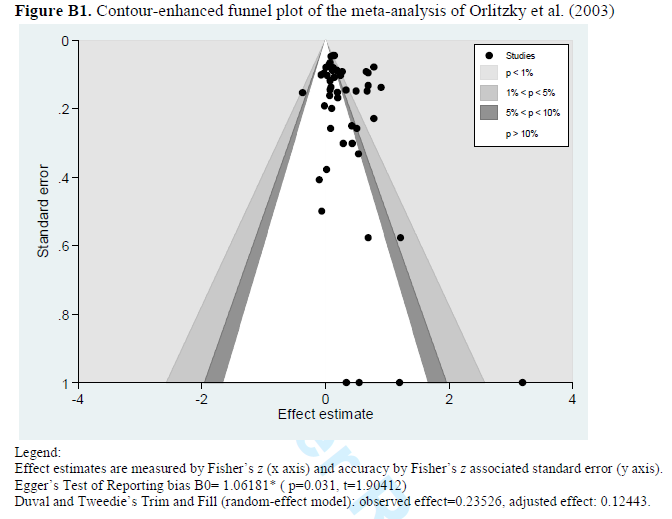 Figure B1. Contour-enhanced funnel plot of the meta-analysis of Orlitzky et al. (2003)
0
.2
.4
.6
.8
1
Standard error
-4
-2
0
2
4
Effect estimate
Studies
p < 1%
1% < p < 5%
5% < p < 10%
p > 10%
Legend:
Effect estimates are measured by Fisher's z (x axis) and accuracy by Fisher's z associated standard error (y axis).
Egger's Test of Reporting bias B0= 1.06181* ( p=0.031, t=1.90412)
Duval and Tweedie's Trim and Fill (random-effect model): observed effect=0.23526, adjusted effect: 0.12443.